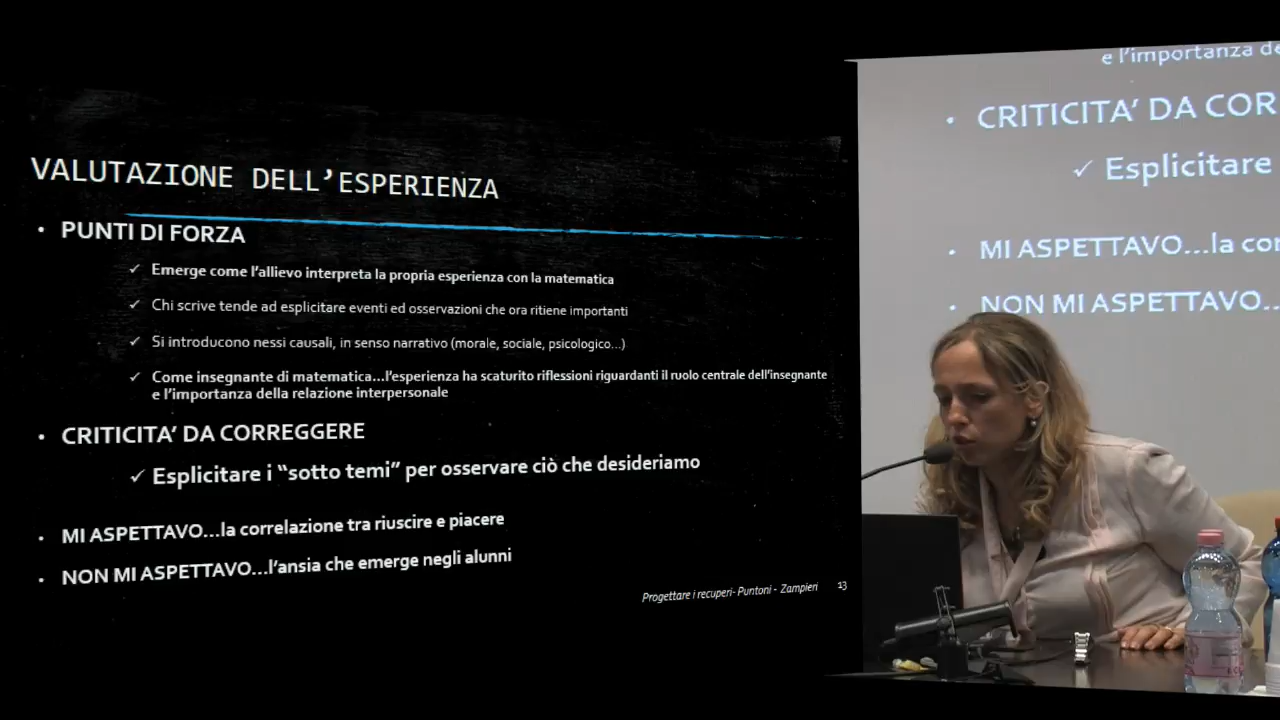 VALUTAZIONE DELL'ESPERIENZA
• PUNTI DI FORZA
✓ Emerge come l'allievo interpreta la propria esperienza con la matematica
✓ Chi scrive tende ad esplicitare eventi ed osservazioni che ora ritiene importanti
✓ Si introducono nessi causali, in senso narrativo (morale, sociale, psicologico...)
✓ Come insegnante di matematica...l'esperienza ha scaturito riflessioni riguardanti il ruolo centrale dell'insegnante
e l'importanza della relazione interpersonale
• CRITICITA' DA CORREGGERE
✓ Esplicitare i "sotto temi" per osservare ciò che desideriamo
• MI ASPETTAVO...la correlazione tra riuscire e piacere
• NON MI ASPETTAVO...l'ansia che emerge negli alunni
Progettare i recuperi- Puntoni - Zampieri 13
e l'importanza de
• CRITICITA' DA COR
✓ Esplicitare
• MI ASPETTAVO...la cor
• NON MI ASPETTAVO...